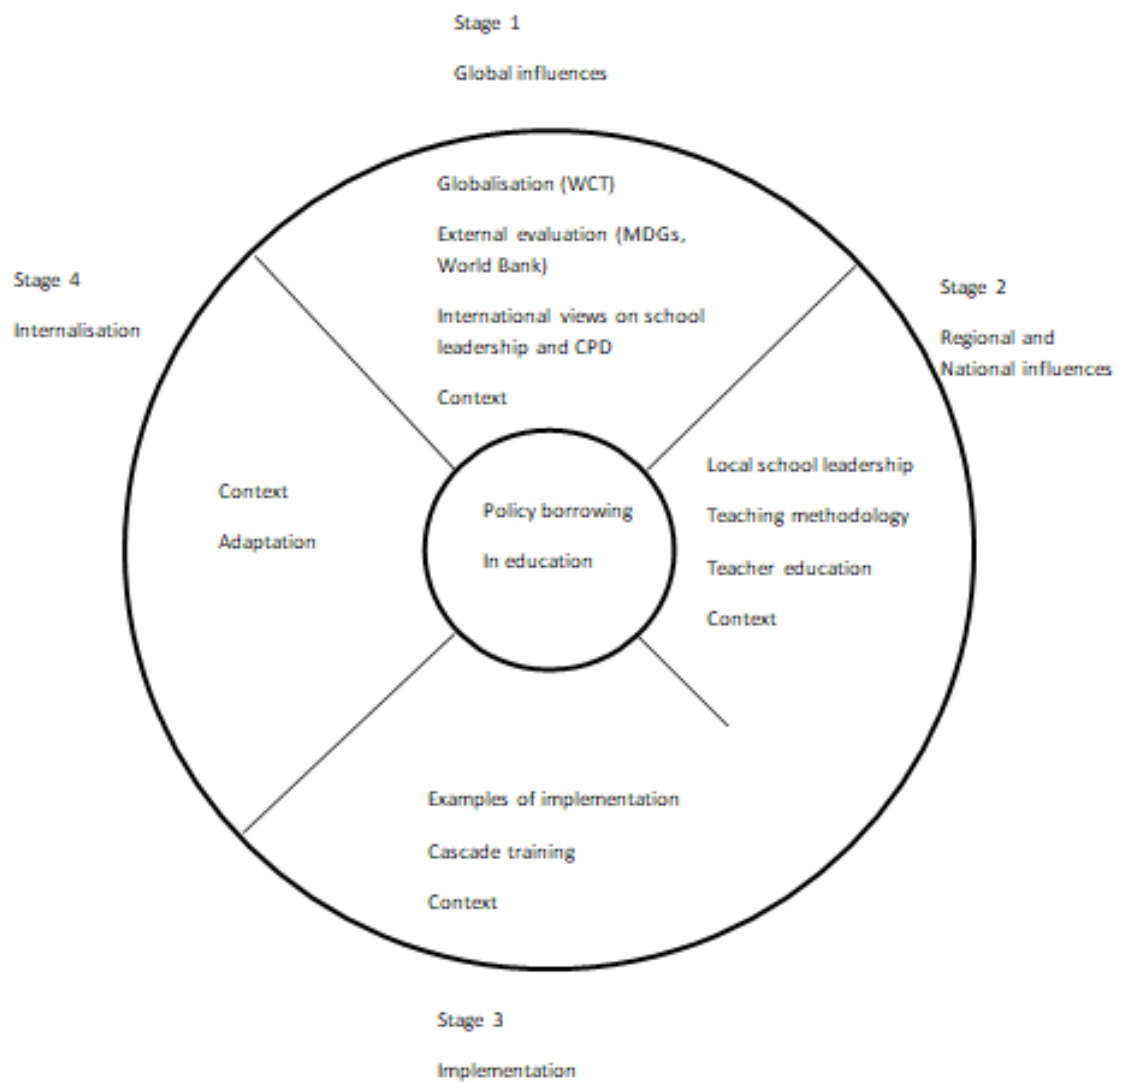 Stage 1
Global influences
Globalisation (WCT)
External evaluation (MDGs,
World Bank)
International views on school
leadership and CPD
Context
Stage 2
Regional and
National influences
Local school leadership
Teaching methodology
Teacher education
Context
Stage 4
Internalisation
Context
Adaptation
Policy borrowing
In education
Examples of implementation
Cascade training
Context
Stage 3
Implementation